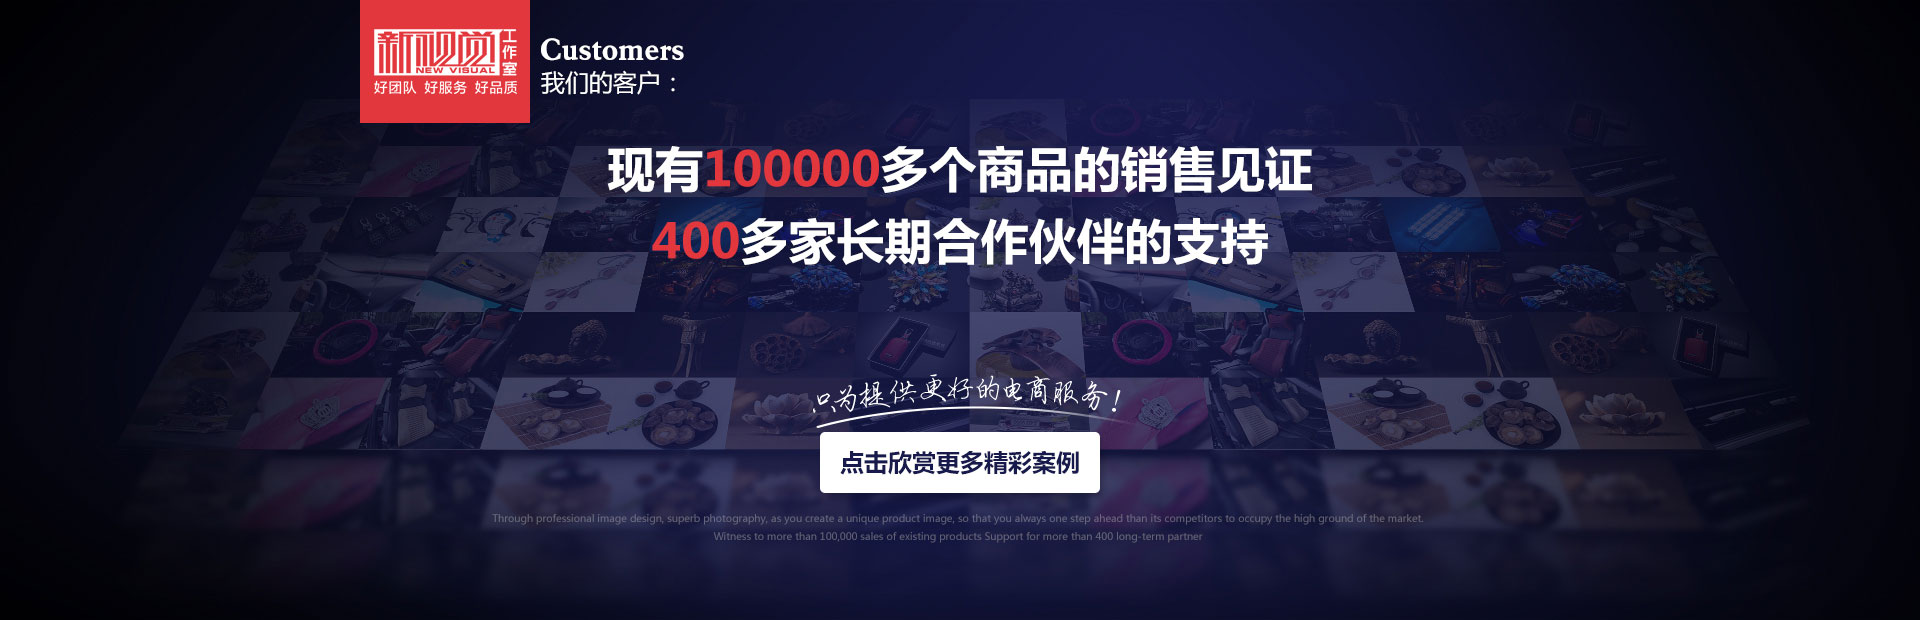 新视觉工作室
NEW VISUAL
好团队 好服务 好品质
Customers
我们的客户：
现有100000多个商品的销售见证
400多家长期合作伙伴的支持
只为提供更好的电商服务！
点击欣赏更多精彩案例
Through professional image design, superb photography, as you create a unique product image, so that you always one step ahead than its competitors to occupy the high ground of the market.
Witness to more than 100,000 sales of existing products Support for more than 400 long-term partner